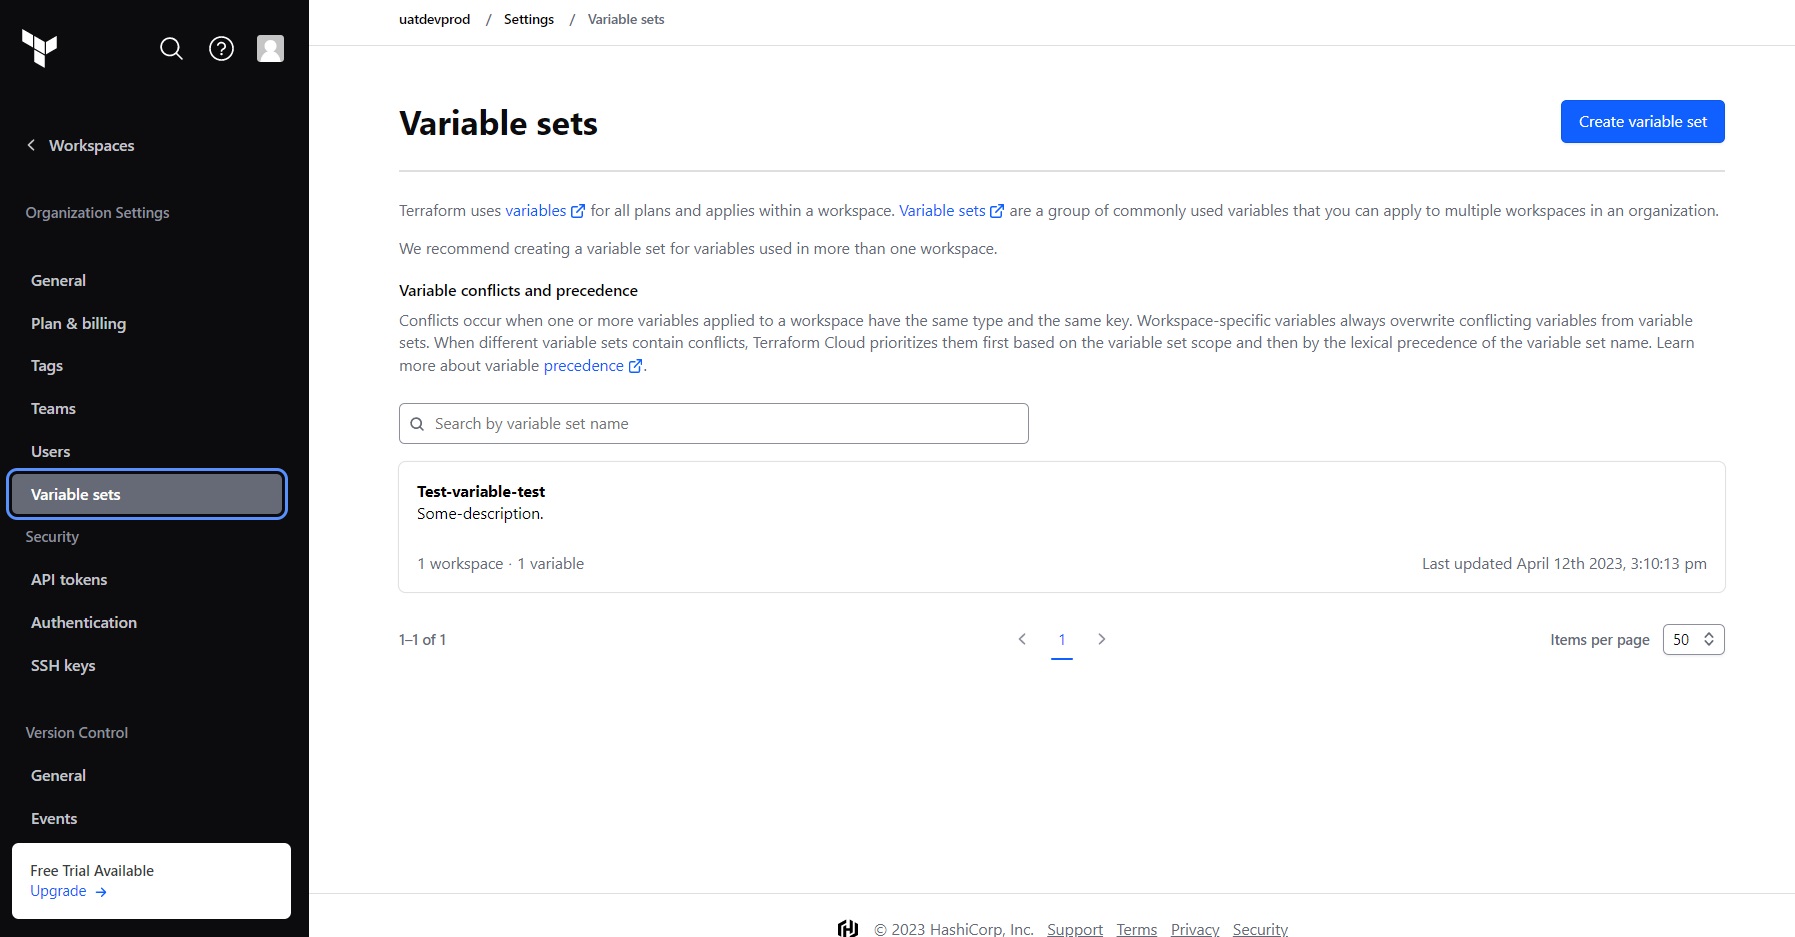 Workspaces
Organization Settings
General
Plan & billing
Tags
Teams
Users
Variable sets
Security
API tokens
Authentication
SSH keys
Version Control
General
Events
Free Trial Available
Upgrade →
uatdevprod / Settings / Variable sets
Variable sets
Create variable set
Terraform uses variables for all plans and applies within a workspace. Variable sets are a group of commonly used variables that you can apply to multiple workspaces in an organization.
We recommend creating a variable set for variables used in more than one workspace.
Variable conflicts and precedence
Conflicts occur when one or more variables applied to a workspace have the same type and the same key. Workspace-specific variables always overwrite conflicting variables from variable
sets. When different variable sets contain conflicts, Terraform Cloud prioritizes them first based on the variable set scope and then by the lexical precedence of the variable set name. Learn
more about variable precedence.
Search by variable set name
Test-variable-test
Some-description.
1 workspace · 1 variable
Last updated April 12th 2023, 3:10:13 pm
1–1 of 1
1
Items per page 50
© 2023 HashiCorp, Inc. Support Terms Privacy Security